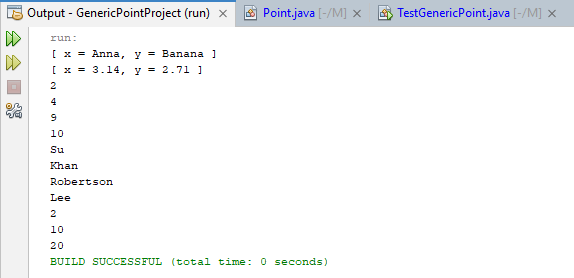 Output - GenericPointProject (run) × Point.java [-/M] × TestGenericPoint.java [-/M] ×
run:
[ x = Anna, y = Banana ]
[ x = 3.14, y = 2.71 ]
2
4
9
10
Su
Khan
Robertson
Lee
2
10
20
BUILD SUCCESSFUL (total time: 0 seconds)